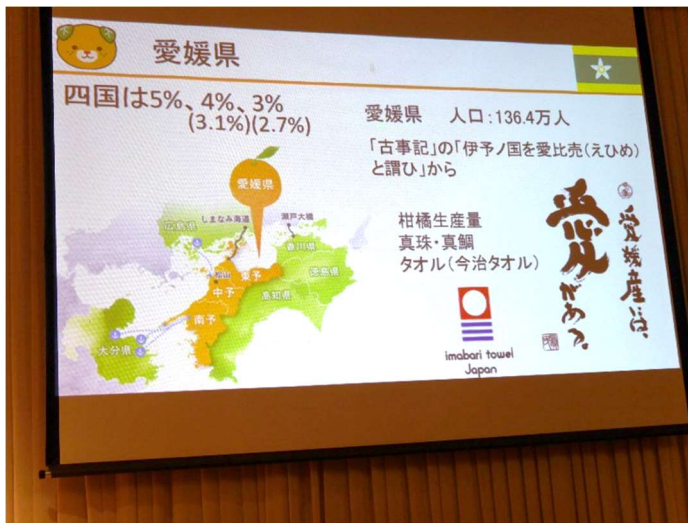 愛媛県
四国は5%、4%、3%
(3.1%)(2.7%)
愛媛県 人口:136.4万人
「古事記」の「伊予ノ国を愛比売(えひめ)
と謂ひ」から
柑橘生産量
真珠・真鯛
タオル(今治タオル)
imabari towel
Japan
愛媛産には、
愛がある。
愛媛県
しまなみ海道
瀬戸大橋
広島県
香川県
徳島県
松山
東予
中予
高知県
南予
大分県